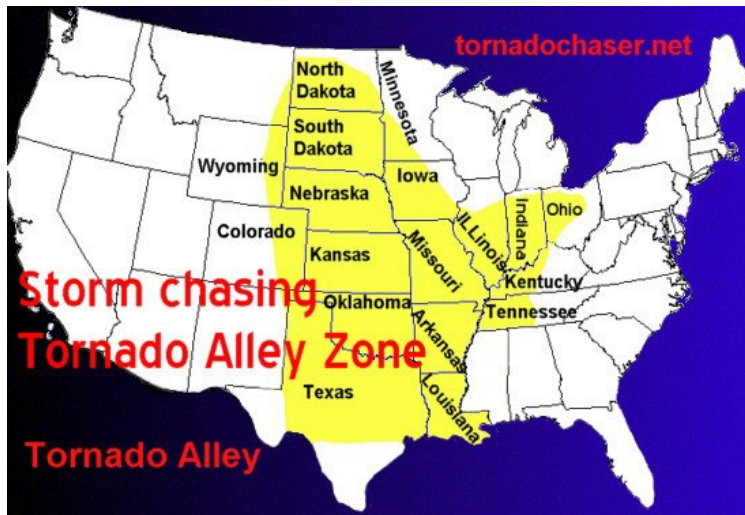 tornadochaser.net
North
Dakota
Minnesota
South
Dakota
Wyoming
Iowa
Nebraska
Ohio
Indiana
ILLinois
Colorado
Missouri
Kansas
Kentucky
Storm chasing
Oklahoma
Tennessee
Arkansas
Tornado Alley Zone
Texas
Louisiana
Tornado Alley